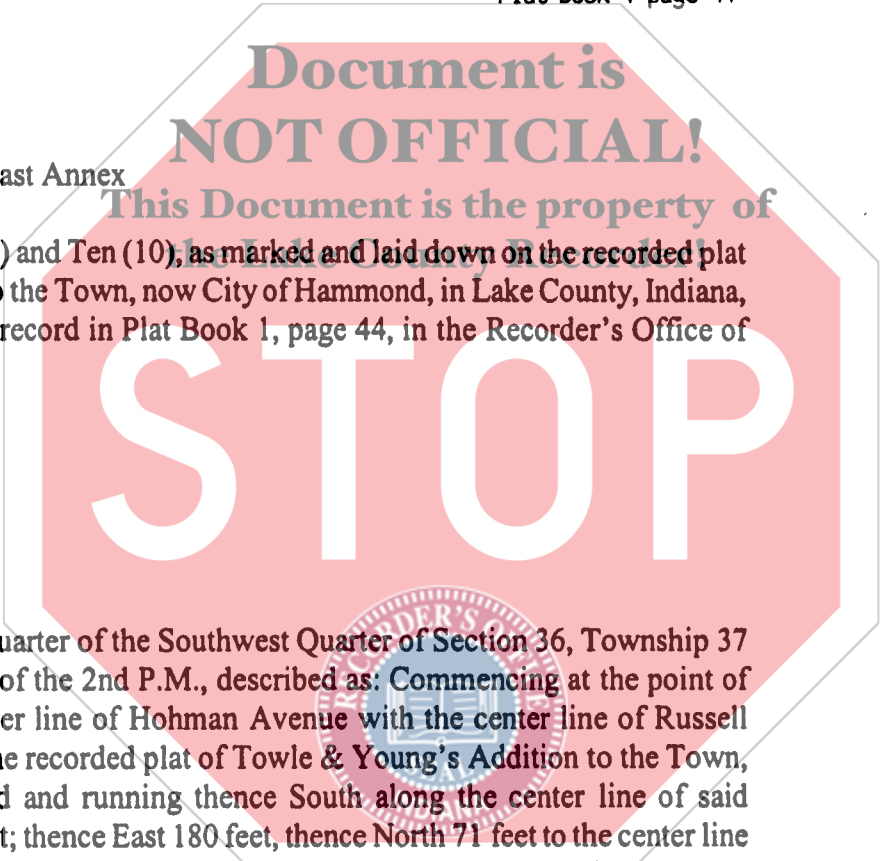 Document is
NOT OFFICIAL!
ast Annex
This Document is the property of
the Lake County Recorder!
) and Ten (10), as marked and laid down on the recorded plat
the Town, now City of Hammond, in Lake County, Indiana,
record in Plat Book 1, page 44, in the Recorder's Office of
STOP
uarter of the Southwest Quarter of Section 36, Township 37
of the 2nd P.M., described as: Commencing at the point of
er line of Hohman Avenue with the center line of Russell
e recorded plat of Towle & Young's Addition to the Town,
d and running thence South along the center line of said
t; thence East 180 feet, thence North 71 feet to the center line
RECORDER'S OFFICE
SEAL
INDIANA